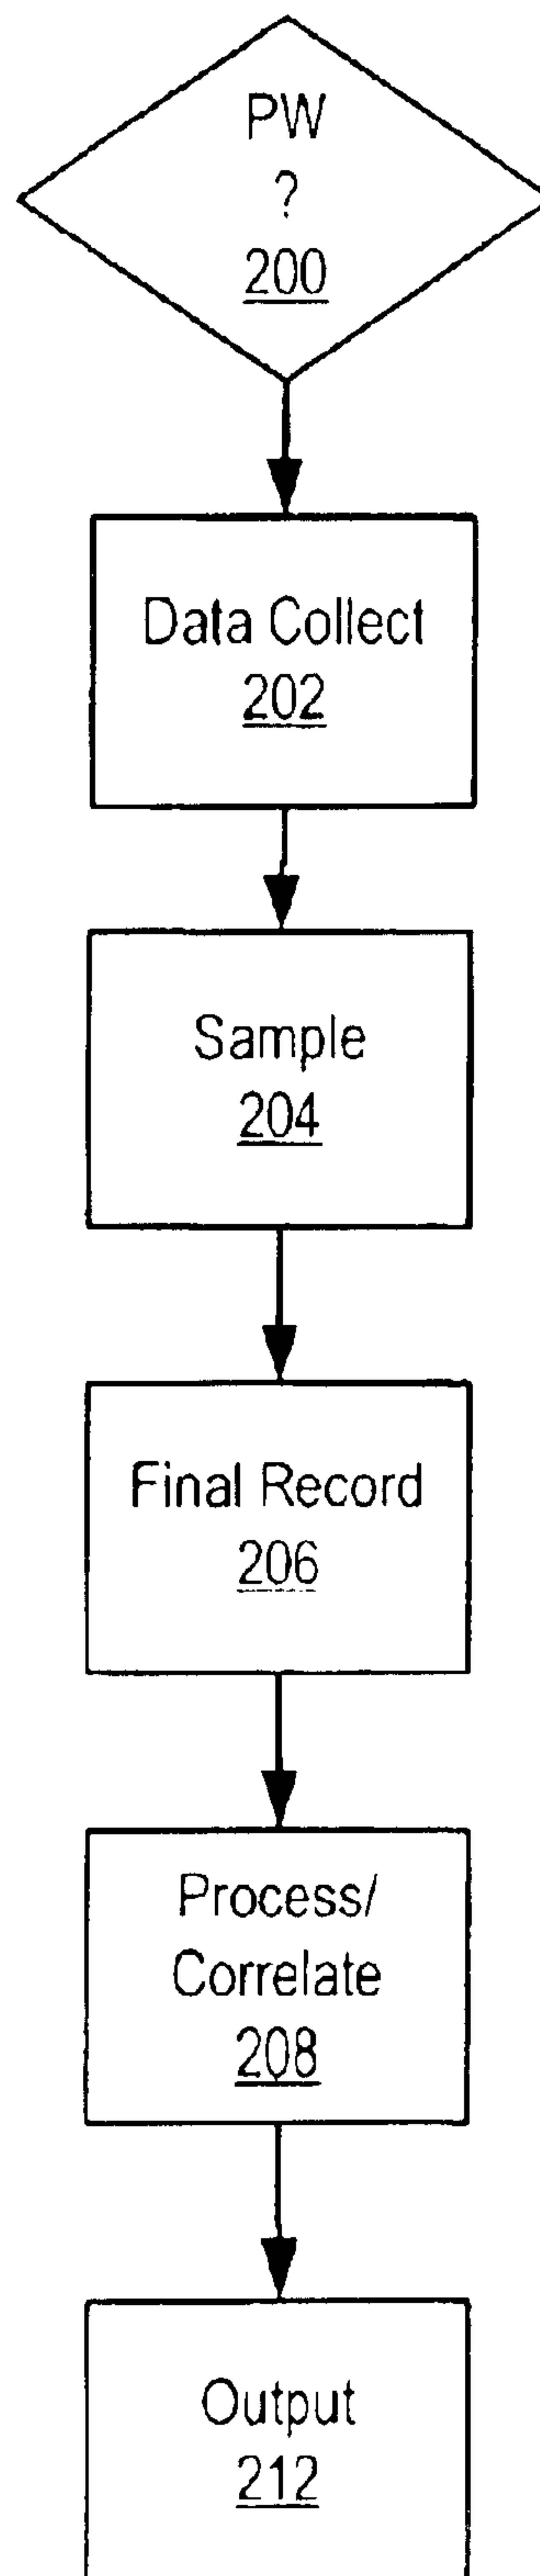 PW
?
200
Data Collect
202
Sample
204
Final Record
206
Process/
Correlate
208
Output
212